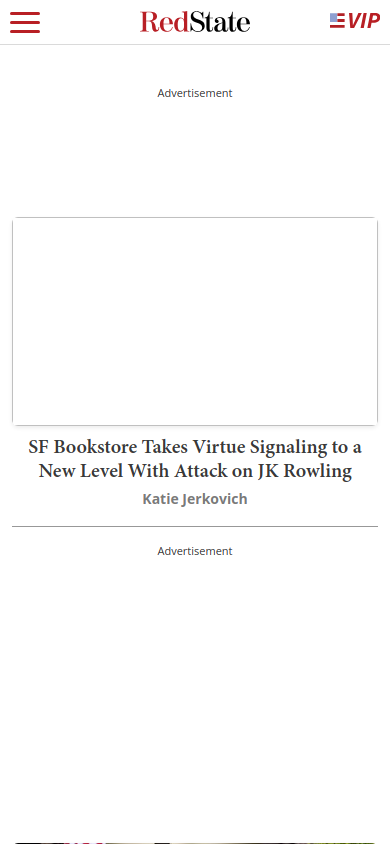 RedState
VIP
Advertisement
SF Bookstore Takes Virtue Signaling to a
New Level With Attack on JK Rowling
Katie Jerkovich
Advertisement